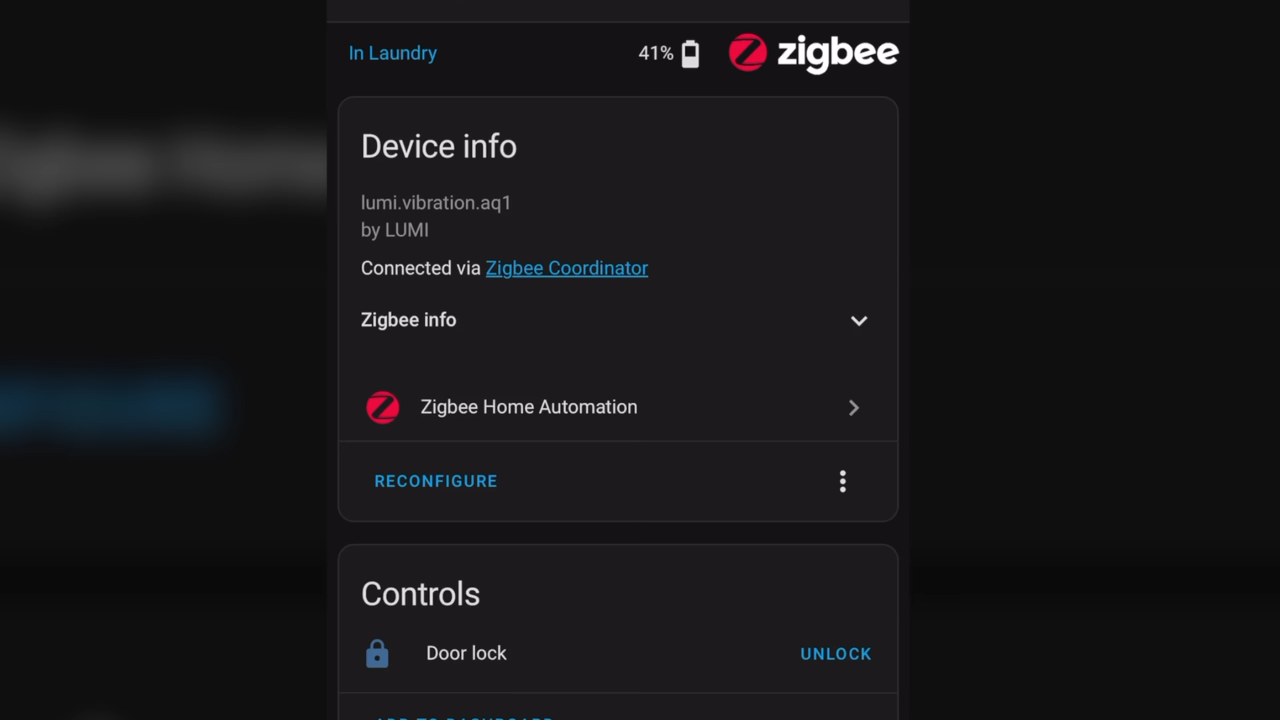 In Laundry
41%
zigbee
Device info
lumi.vibration.aq1
by LUMI
Connected via Zigbee Coordinator
Zigbee info
Zigbee Home Automation
RECONFIGURE
Controls
Door lock
UNLOCK